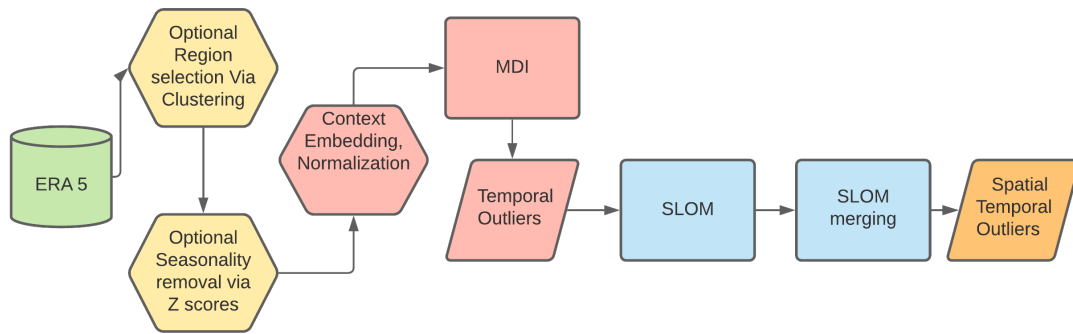 ERA 5
Optional
Region
selection Via
Clustering
Optional
Seasonality
removal via
Z scores
Context
Embedding,
Normalization
MDI
Temporal
Outliers
SLOM
SLOM
merging
Spatial
Temporal
Outliers